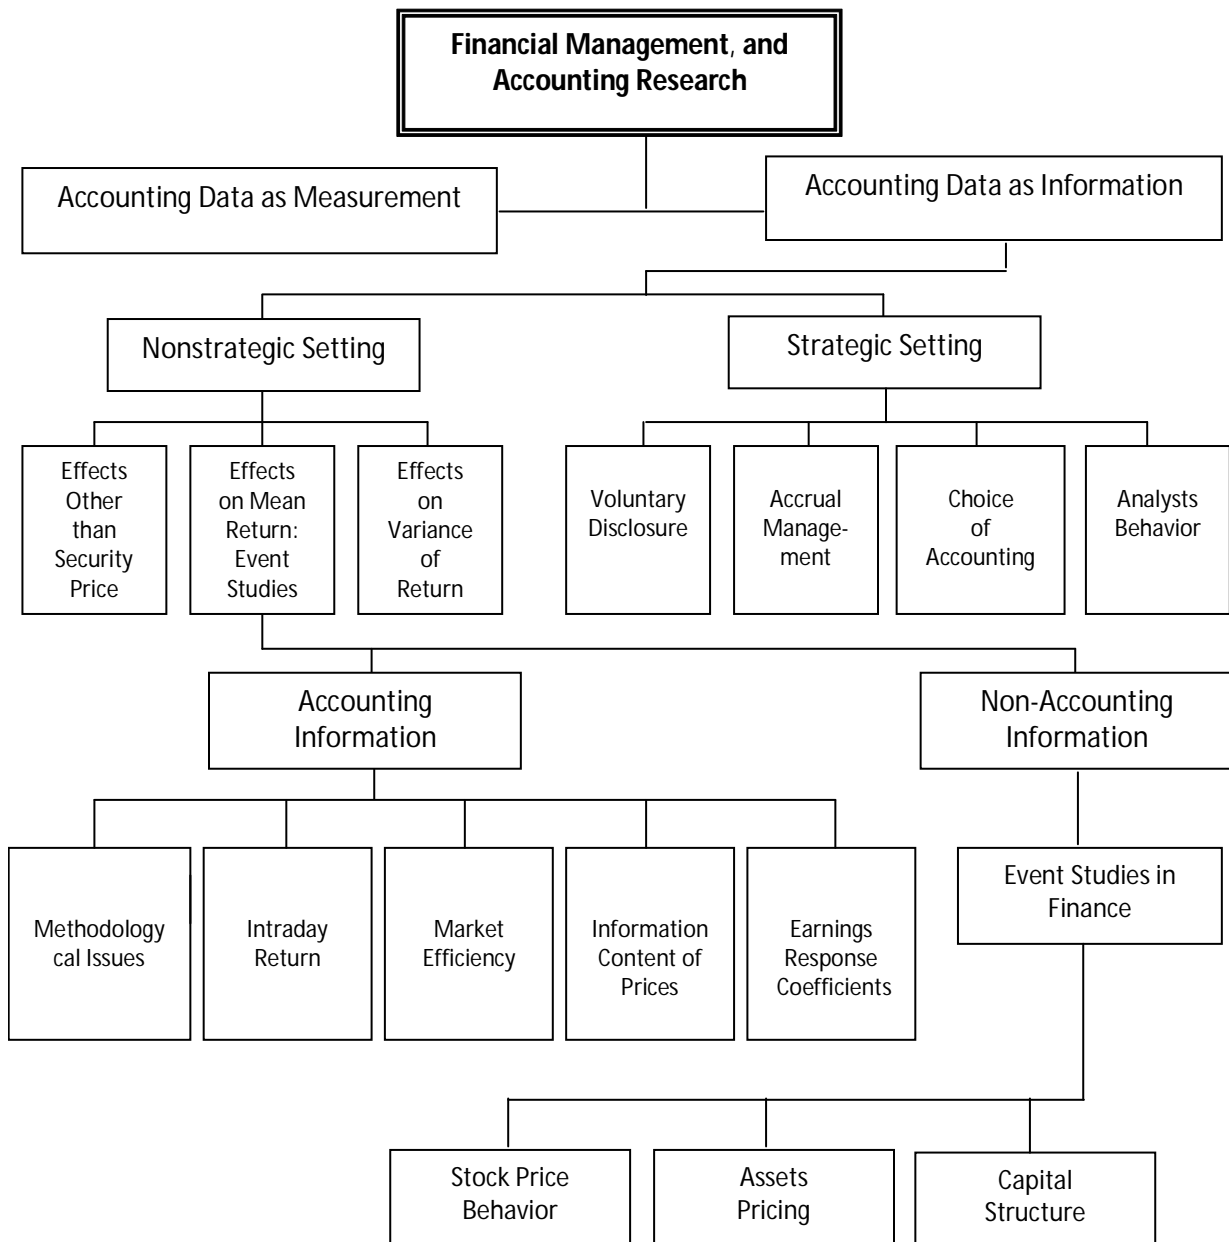 Financial Management, and
Accounting Research
Accounting Data as Measurement
Accounting Data as Information
Nonstrategic Setting
Strategic Setting
Effects
Other
than
Security
Price
Effects
on Mean
Return:
Event
Studies
Effects
on
Variance
of
Return
Voluntary
Disclosure
Accrual
Manage-
ment
Choice
of
Accounting
Analysts
Behavior
Accounting
Information
Non-Accounting
Information
Methodology
cal Issues
Intraday
Return
Market
Efficiency
Information
Content of
Prices
Earnings
Response
Coefficients
Event Studies in
Finance
Stock Price
Behavior
Assets
Pricing
Capital
Structure